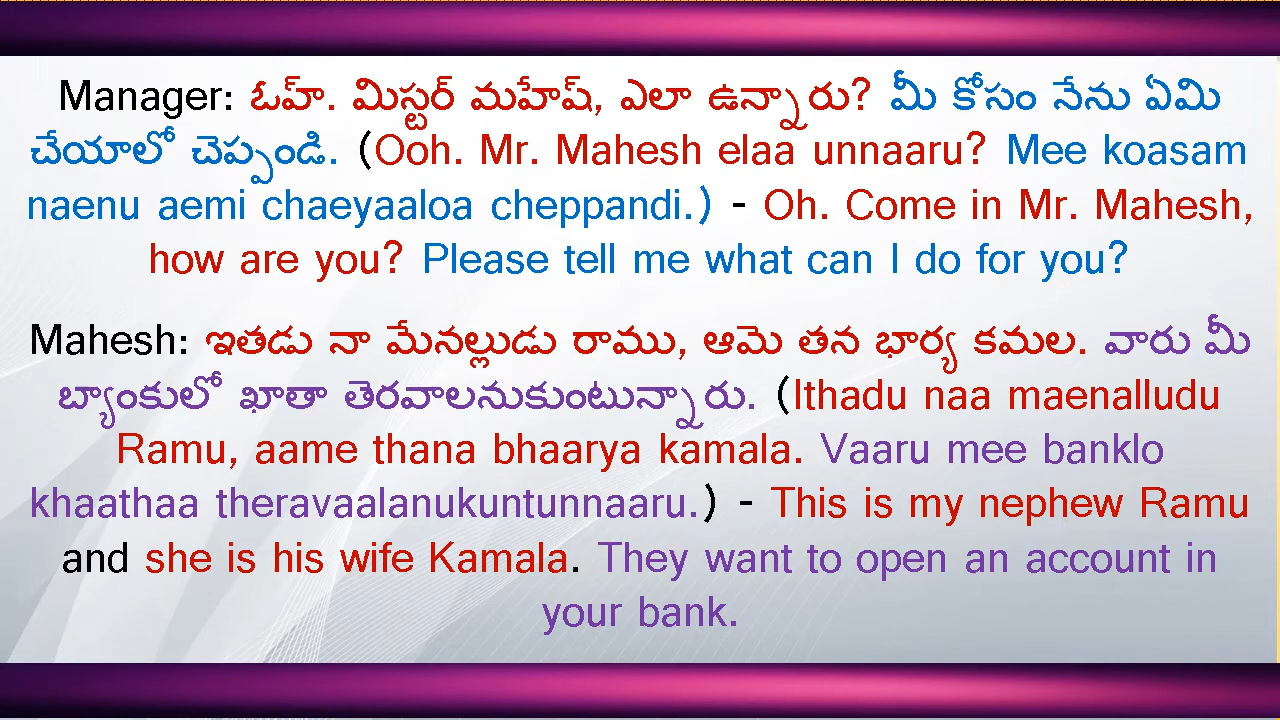 Manager: ఓహ్. మిస్టర్ మహేష్, ఎలా ఉన్నారు? మీ కోసం నేను ఏమి
చేయాలో చెప్పండి. (Ooh. Mr. Mahesh elaa unnaaru? Mee koasam
naenu aemi chaeyaaloa cheppandi.) - Oh. Come in Mr. Mahesh,
how are you? Please tell me what can I do for you?
Mahesh: ఇతడు నా మేనల్లుడు రాము, ఆమె తన భార్య కమల. వారు మీ
బ్యాంకులో ఖాతా తెరవాలనుకుంటున్నారు. (Ithadu naa maenalludu
Ramu, aame thana bhaarya kamala. Vaaru mee banklo
khaathaa theravaalanukuntunnaaru.) - This is my nephew Ramu
and she is his wife Kamala. They want to open an account in
your bank.